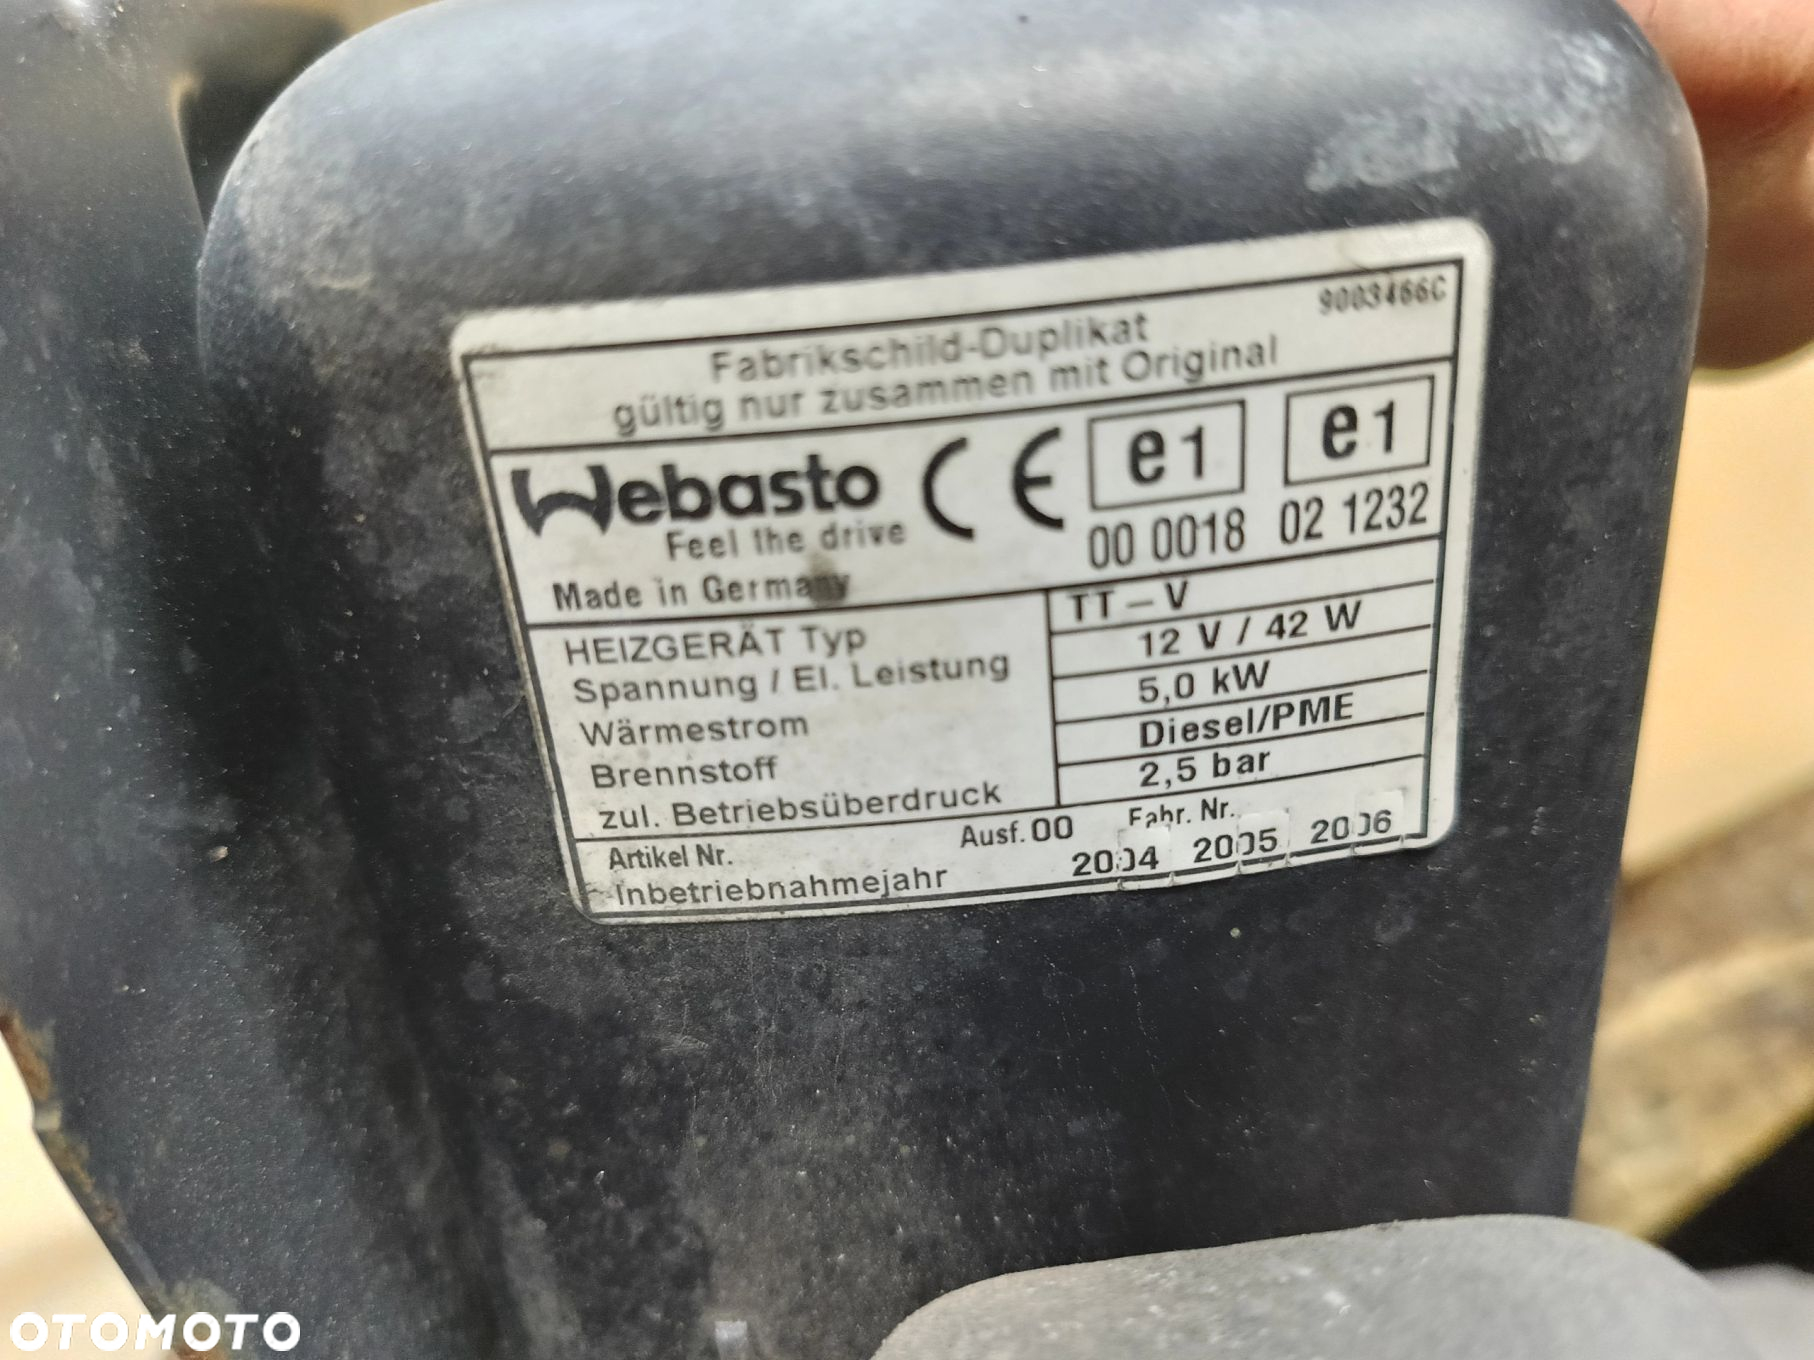 9003466C
Fabrikschild-Duplikat
gültig nur zusammen mit Original
Webasto CE e1 e1
Feel the drive 00 0018 02 1232
Made in Germany
HEIZGERÄT Typ TT – V
Spannung / El. Leistung 12 V / 42 W
Wärmestrom 5,0 kW
Brennstoff Diesel/PME
zul. Betriebsüberdruck 2,5 bar
Artikel Nr. Ausf. 00 Fabr. Nr.
Inbetriebnahmejahr 2004 2005 2006
OTOMOTO